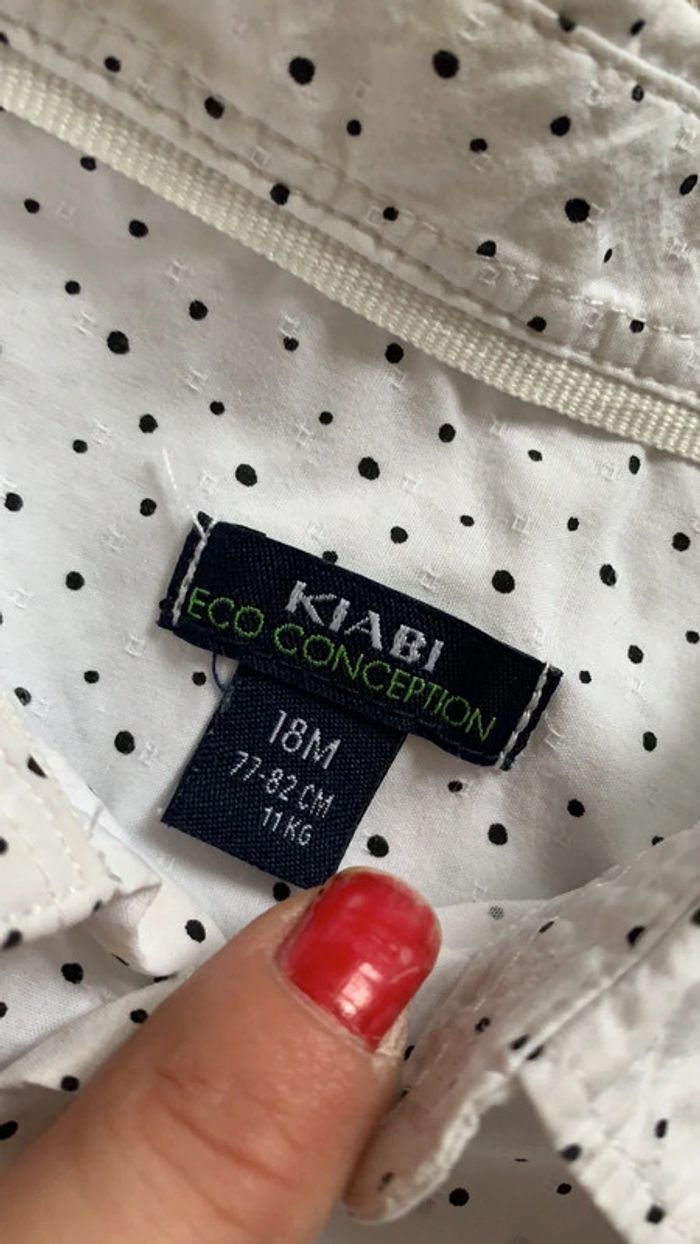 KIABI
ECO CONCEPTION
18M
77-82 CM
11 KG